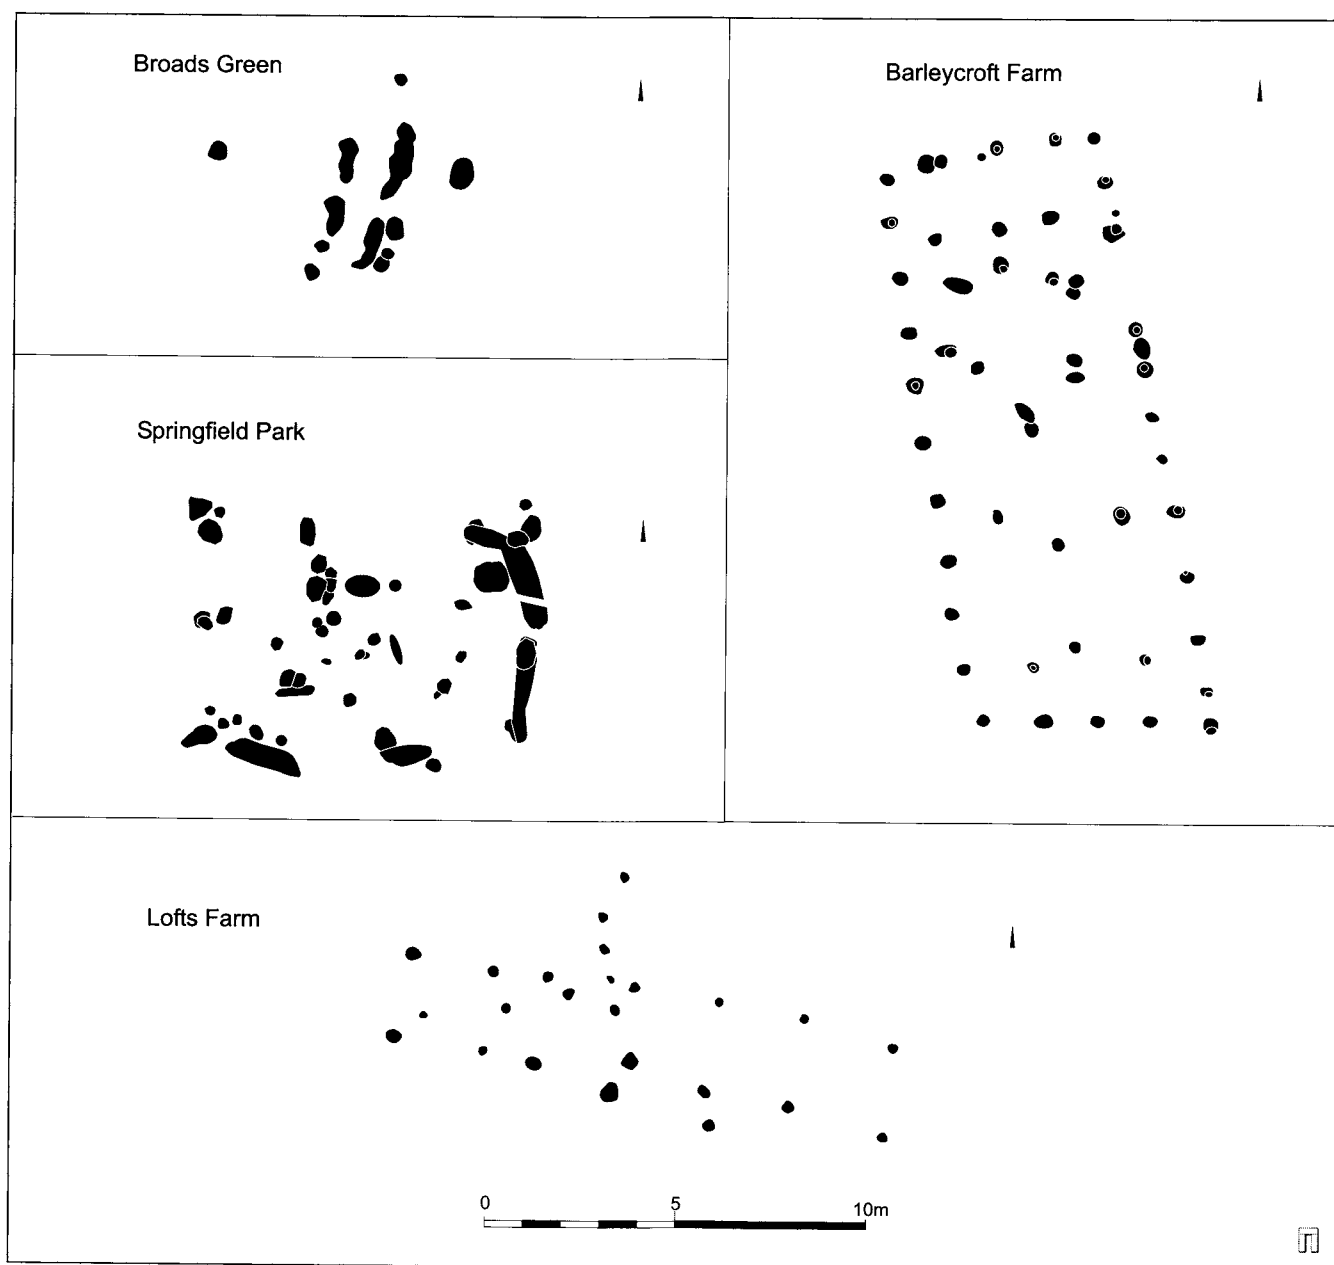 Broads Green
Barleycroft Farm
Springfield Park
Lofts Farm
0 5 10m